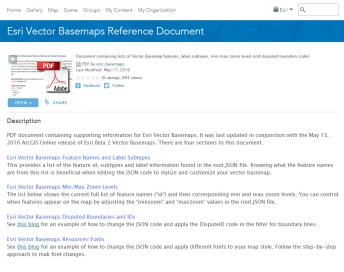 Home Gallery Map Scene Groups My Content My Organization
Esri
Esri Vector Basemaps Reference Document
Document contains listings of Vector Basemap features, label subtypes, min max zoom levels and disputed boundary codes.
PDF by esri_basemaps
Last Modified: May 17, 2016
(0 ratings, 693 views)
Facebook Twitter
PDF
Adobe
OPEN SHARE
Description
PDF document containing supporting information for Esri Vector Basemaps. It was last updated in conjunction with the May 13,
2016 ArcGIS Online release of Esri Beta 2 Vector Basemaps. There are four sections to this document.
Esri Vector Basemaps Feature Names and Label Subtypes
This provides a list of the feature id, subtypes and label information found in the root.JSON file. Knowing what the feature names
are from this list is beneficial when editing the JSON code to stylize and customize your vector basemap.
Esri Vector Basemaps Min/Max Zoom Levels
The list below shows the current full list of feature names ("id") and their corresponding min and max zoom levels. You can control
when features appear on the map by adjusting the "minzoom" and "maxzoom" values in the root.JSON file.
Esri Vector Basemaps Disputed Boundaries and IDs
See this blog for an example of how to change the JSON code and apply the DisputeID code in the filter for boundary lines.
Esri Vector Basemaps Resources:Fonts
See this blog for an example of how to change the JSON code and apply different fonts to your map style. Follow the step-by-step
approach to mak font changes.